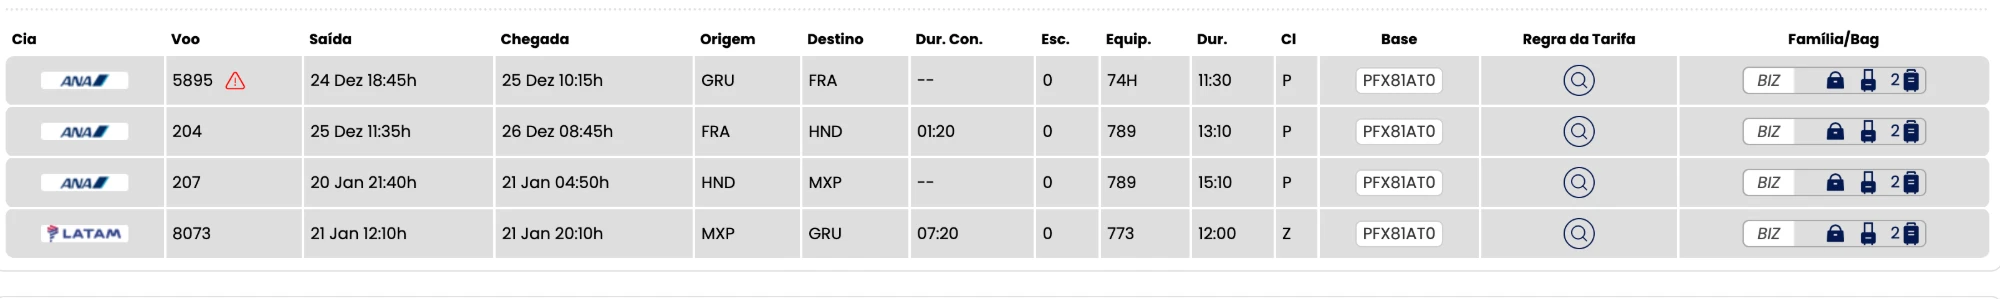 Cia Voo Saída Chegada Origem Destino Dur. Con. Esc. Equip. Dur. Cl Base Regra da Tarifa Família/Bag
ANA 5895 24 Dez 18:45h 25 Dez 10:15h GRU FRA -- 0 74H 11:30 P PFX81AT0 BIZ 2
ANA 204 25 Dez 11:35h 26 Dez 08:45h FRA HND 01:20 0 789 13:10 P PFX81AT0 BIZ 2
ANA 207 20 Jan 21:40h 21 Jan 04:50h HND MXP -- 0 789 15:10 P PFX81AT0 BIZ 2
LATAM 8073 21 Jan 12:10h 21 Jan 20:10h MXP GRU 07:20 0 773 12:00 Z PFX81AT0 BIZ 2